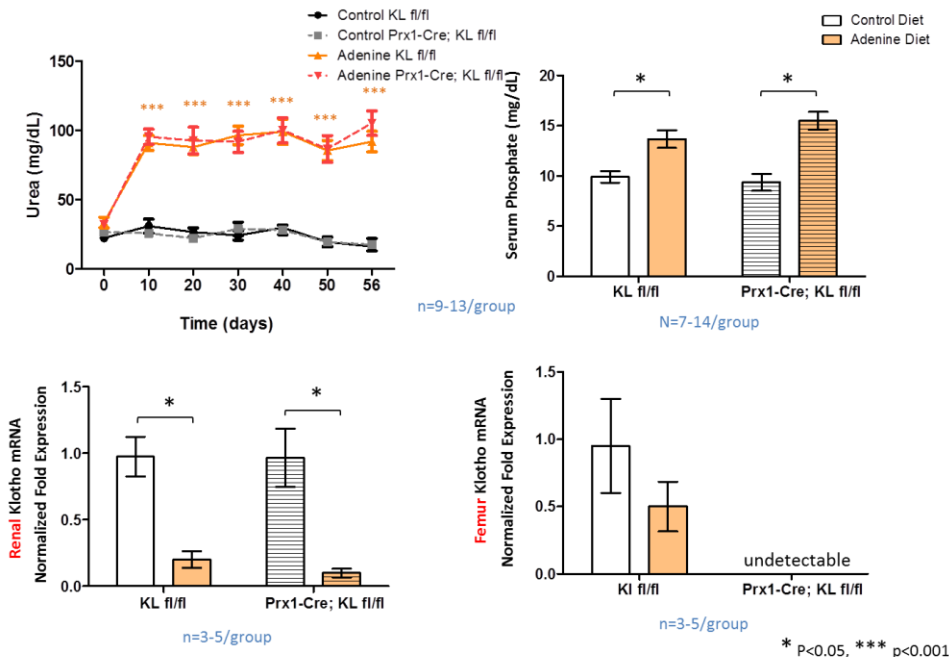 Control KL fl/fl
Control Prx1-Cre; KL fl/fl
Adenine KL fl/fl
Adenine Prx1-Cre; KL fl/fl
Urea (mg/dL)
150
100
50
0
*** *** *** *** *** ***
0 10 20 30 40 50 56
Time (days)
n=9-13/group
Control Diet
Adenine Diet
Serum Phosphate (mg/dL)
20
15
10
5
0
* *
KL fl/fl Prx1-Cre; KL fl/fl
N=7-14/group
Renal Klotho mRNA
Normalized Fold Expression
1.5
1.0
0.5
0.0
* *
KL fl/fl Prx1-Cre; KL fl/fl
n=3-5/group
Femur Klotho mRNA
Normalized Fold Expression
1.5
1.0
0.5
0.0
undetectable
Kl fl/fl Prx1-Cre; KL fl/fl
n=3-5/group
* P<0.05, *** p<0.001